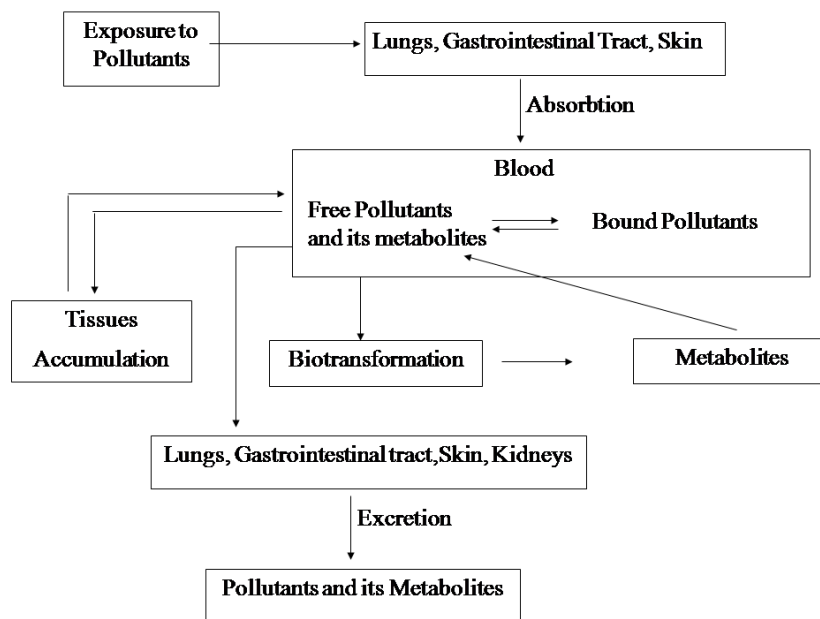 Exposure to
Pollutants
Lungs, Gastrointestinal Tract, Skin
Absorbtion
Blood
Free Pollutants
and its metabolites
Bound Pollutants
Tissues
Accumulation
Biotransformation
Metabolites
Lungs, Gastrointestinal tract,Skin, Kidneys
Excretion
Pollutants and its Metabolites